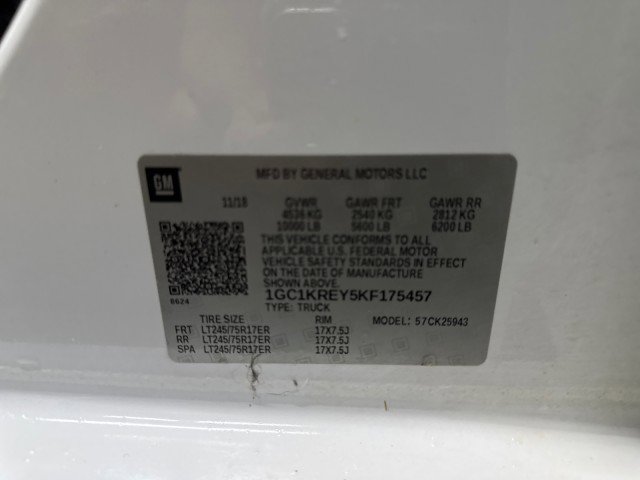 GM
MFD BY GENERAL MOTORS LLC
11/18 GVWR GAWR FRT GAWR RR
4536 KG 2540 KG 2812 KG
10000 LB 5600 LB 6200 LB
THIS VEHICLE CONFORMS TO ALL
APPLICABLE U.S. FEDERAL MOTOR
VEHICLE SAFETY STANDARDS IN EFFECT
ON THE DATE OF MANUFACTURE
SHOWN ABOVE.
8624 1GC1KREY5KF175457
TYPE: TRUCK
TIRE SIZE RIM MODEL: 57CK25943
FRT LT245/75R17ER 17X7.5J
RR LT245/75R17ER 17X7.5J
SPA LT245/75R17ER 17X7.5J